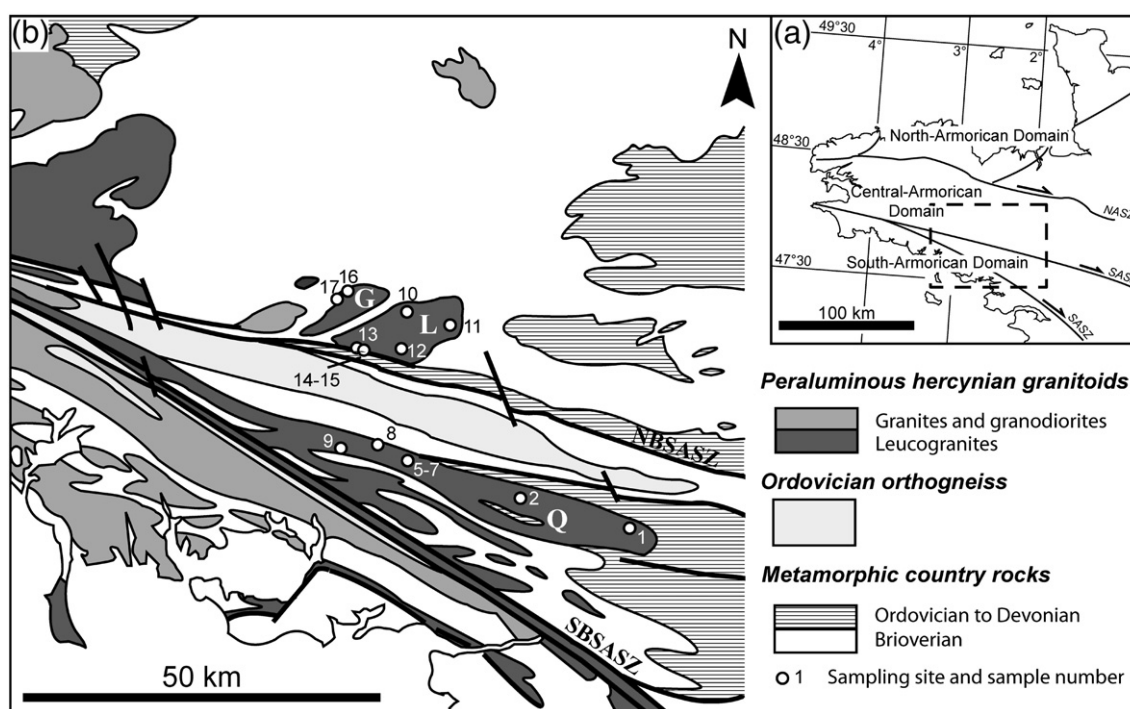 (b)
N
16
17
G
10
L
11
13
12
14-15
NBSASZ
8
9
5-7
2
Q
1
SBSASZ
50 km
(a)
49°30
4°
3°
2°
North-Armorican Domain
48°30
Central-Armorican
Domain
NASZ
47°30
South-Armorican Domain
SASZ
SASZ
100 km
Peraluminous hercynian granitoids
Granites and granodiorites
Leucogranites
Ordovician orthogneiss
Metamorphic country rocks
Ordovician to Devonian
Brioverian
1 Sampling site and sample number